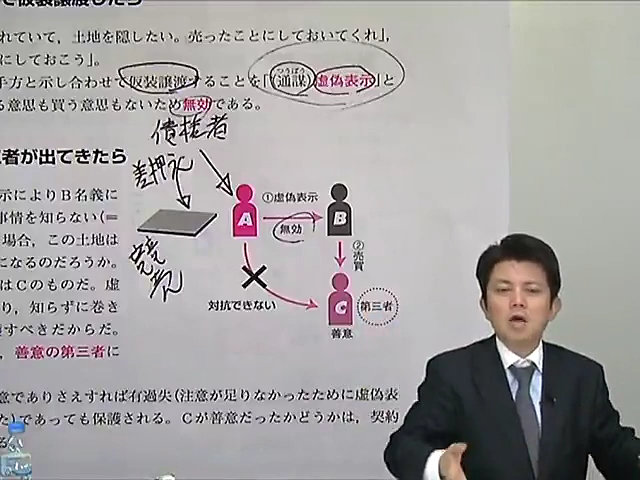 で仮装譲渡したら
れていて、土地を隠したい。売ったことにしておいてくれ」,
にしておこう」。
手方と示し合わせて仮装譲渡することを「通謀虚偽表示」と
つうぼう
る意思も買う意思もないため無効である。
債権者
差押え
者が出てきたら
示によりB名義に
事情を知らない(=
場合，この土地は
になるのだろうか。
はCのものだ。虚
り，知らずに巻き
すべきだからだ。
，善意の第三者に
競売
A
①虚偽表示
無効
B
②売買
対抗できない
C
第三者
善意
意でありさえすれば有過失(注意が足りなかったために虚偽表
た)であっても保護される。Cが善意だったかどうかは，契約
る